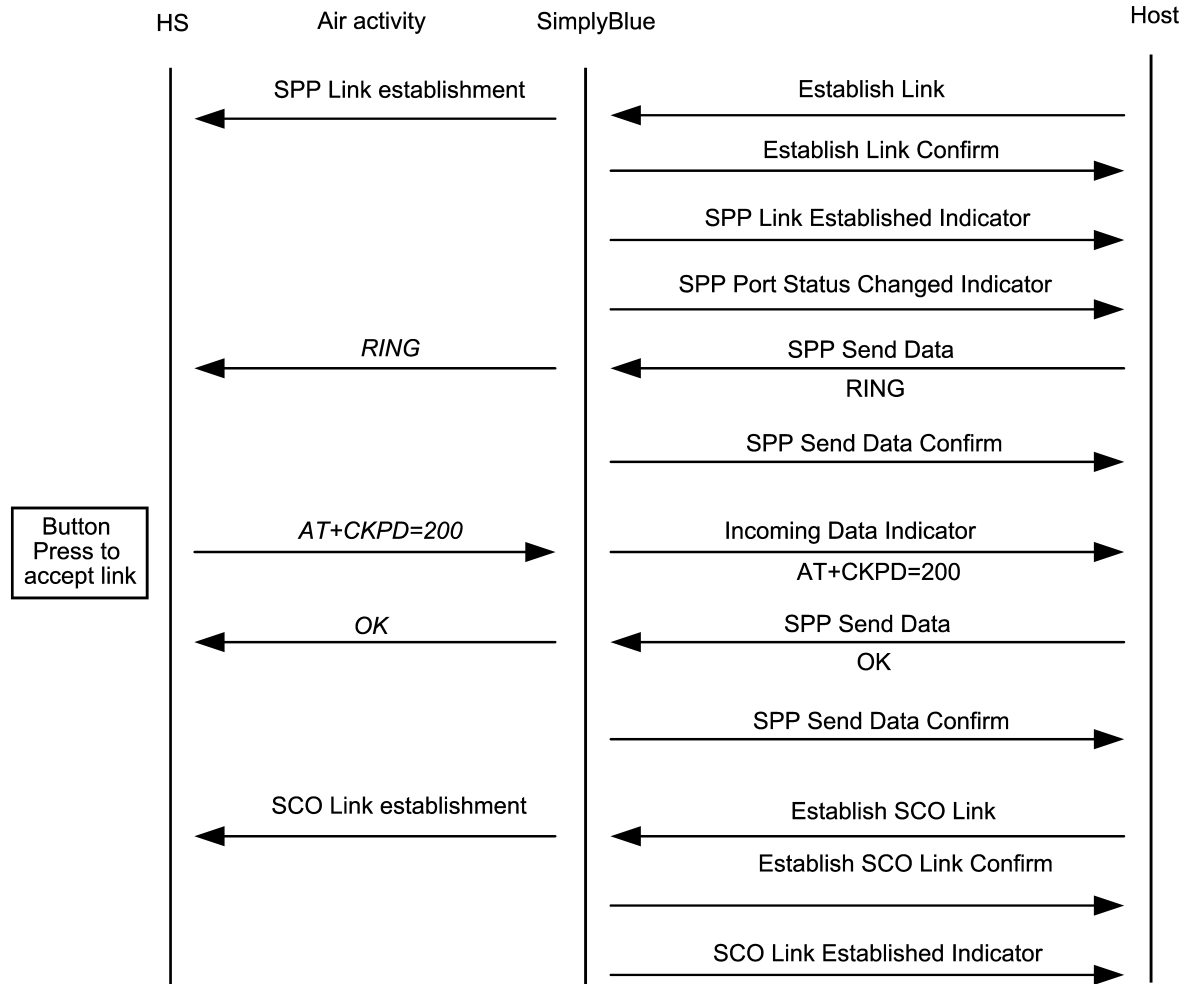 HS
Air activity
SimplyBlue
Host
SPP Link establishment
Establish Link
Establish Link Confirm
SPP Link Established Indicator
SPP Port Status Changed Indicator
RING
SPP Send Data
RING
SPP Send Data Confirm
Button
Press to
accept link
AT+CKPD=200
Incoming Data Indicator
AT+CKPD=200
OK
SPP Send Data
OK
SPP Send Data Confirm
SCO Link establishment
Establish SCO Link
Establish SCO Link Confirm
SCO Link Established Indicator